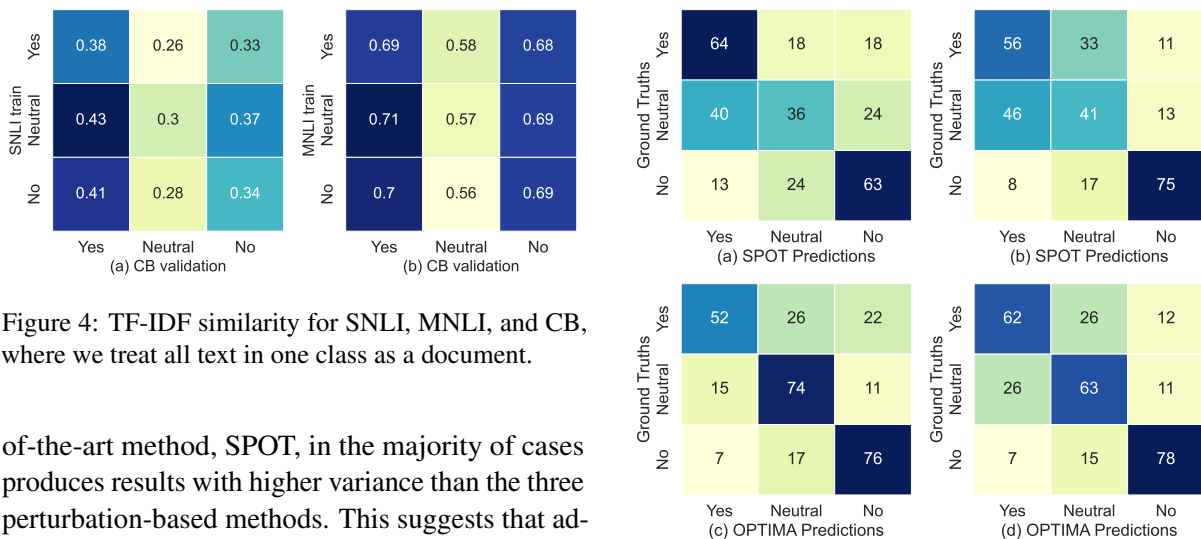 Yes 0.38 0.26 0.33
SNLI train
Neutral 0.43 0.3 0.37
No 0.41 0.28 0.34
Yes Neutral No
(a) CB validation
Yes 0.69 0.58 0.68
MNLI train
Neutral 0.71 0.57 0.69
No 0.7 0.56 0.69
Yes Neutral No
(b) CB validation
Figure 4: TF-IDF similarity for SNLI, MNLI, and CB,
where we treat all text in one class as a document.
of-the-art method, SPOT, in the majority of cases
produces results with higher variance than the three
perturbation-based methods. This suggests that ad-
Yes 64 18 18
Ground Truths
Neutral 40 36 24
No 13 24 63
Yes Neutral No
(a) SPOT Predictions
Yes 56 33 11
Ground Truths
Neutral 46 41 13
No 8 17 75
Yes Neutral No
(b) SPOT Predictions
Yes 52 26 22
Ground Truths
Neutral 15 74 11
No 7 17 76
Yes Neutral No
(c) OPTIMA Predictions
Yes 62 26 12
Ground Truths
Neutral 26 63 11
No 7 15 78
Yes Neutral No
(d) OPTIMA Predictions